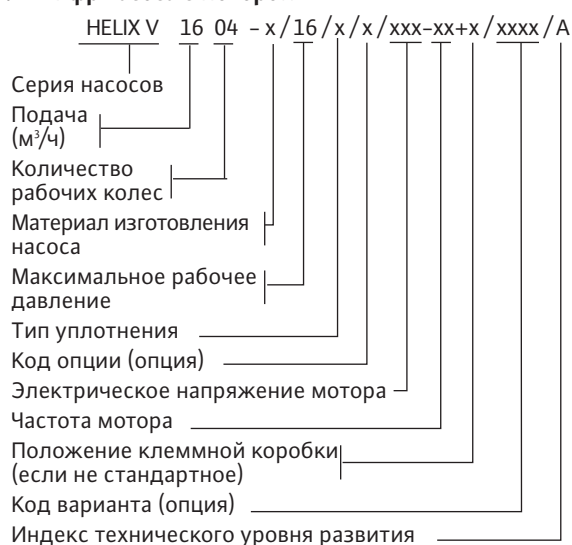 HELIX V 16 04 – x/16/x/x/xxx–xx+x/xxxx/A
Серия насосов
Подача
(м³/ч)
Количество
рабочих колес
Материал изготовления
насоса
Максимальное рабочее
давление
Тип уплотнения
Код опции (опция)
Электрическое напряжение мотора
Частота мотора
Положение клеммной коробки
(если не стандартное)
Код варианта (опция)
Индекс технического уровня развития